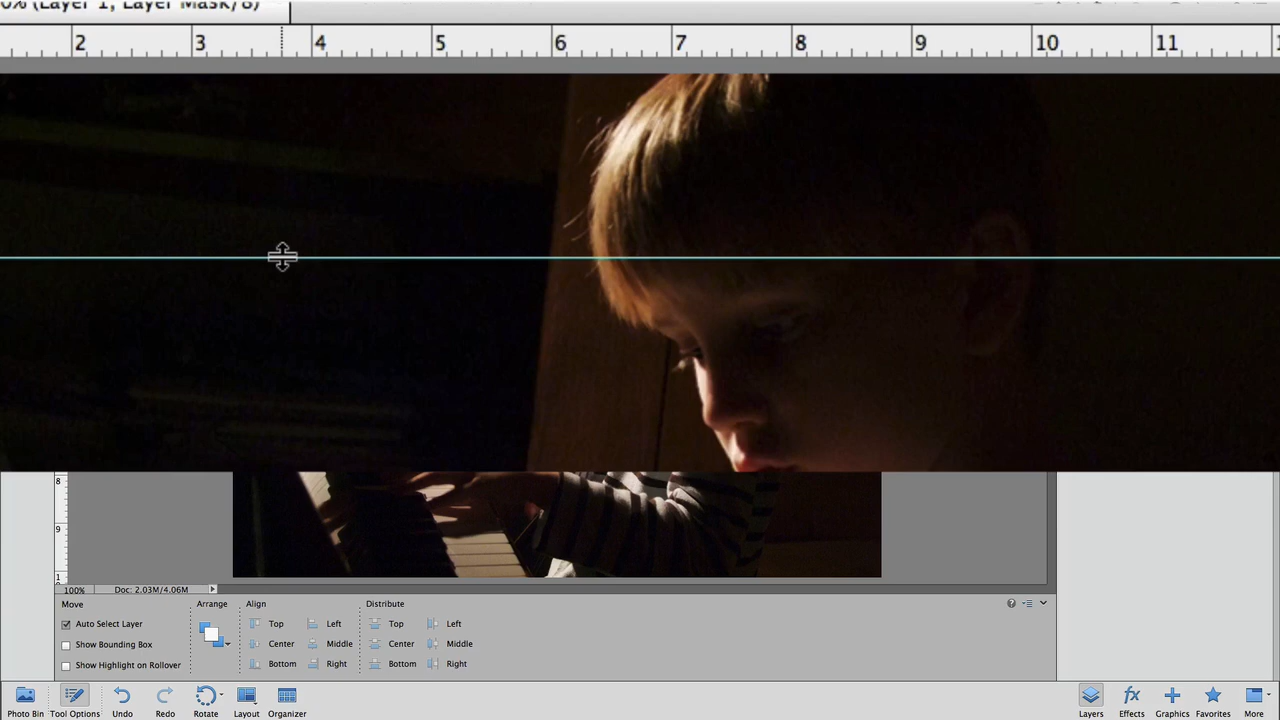 0% (Layer 1, Layer Mask/8)
2 3 4 5 6 7 8 9 10 11
8
9
1
100% Doc: 2.03M/4.06M
Move Arrange Align Distribute
Auto Select Layer Top Left Top Left
Show Bounding Box Center Middle Center Middle
Show Highlight on Rollover Bottom Right Bottom Right
Photo Bin Tool Options Undo Redo Rotate Layout Organizer Layers Effects Graphics Favorites More